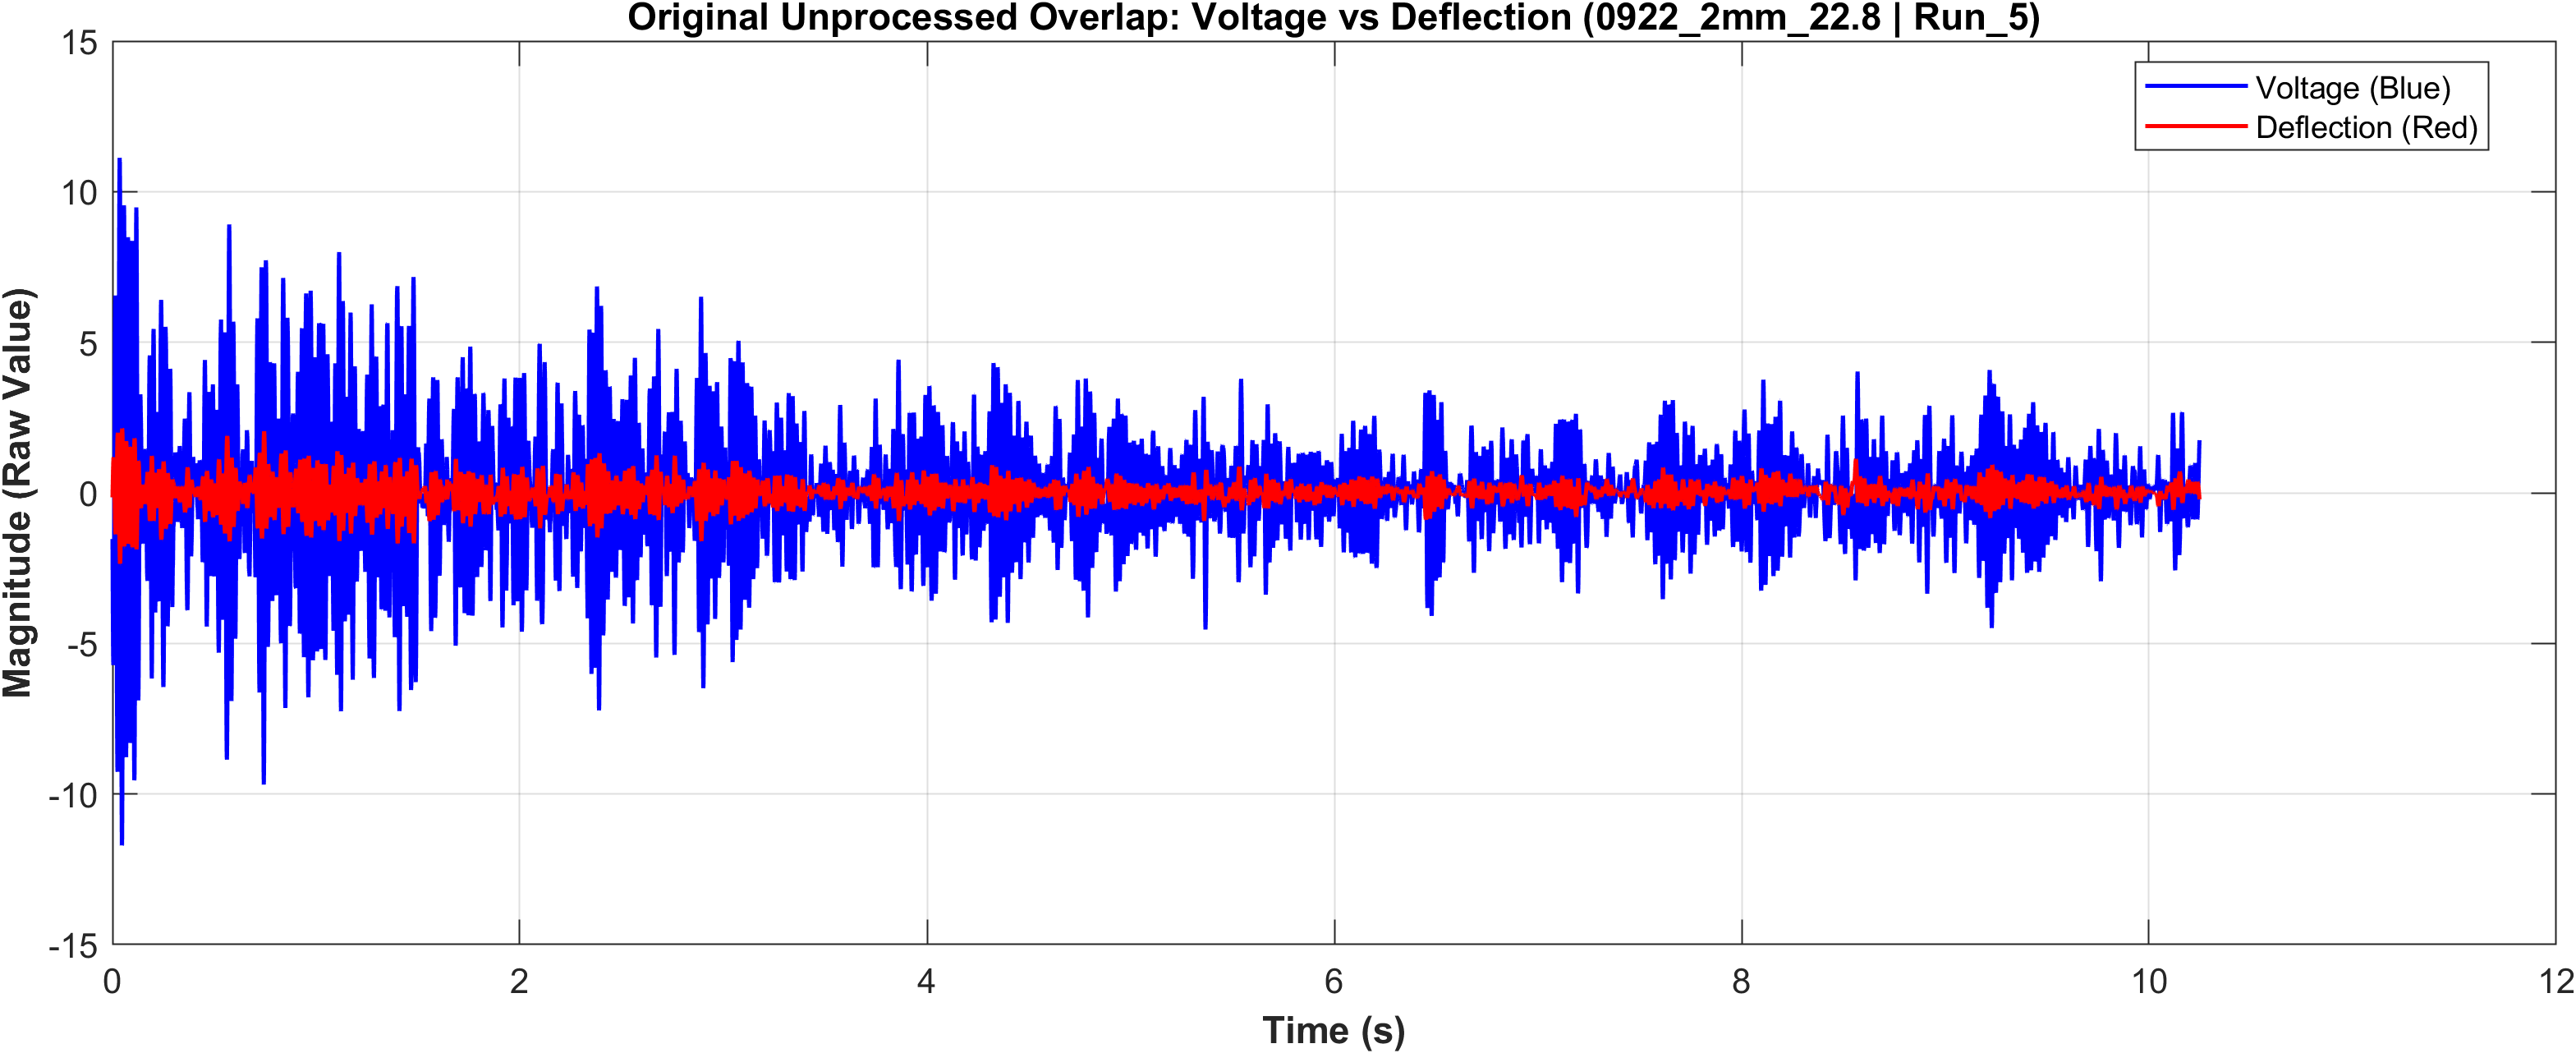 Original Unprocessed Overlap: Voltage vs Deflection (0922_2mm_22.8 | Run_5)
Voltage (Blue)
Deflection (Red)
Magnitude (Raw Value)
15
10
5
0
-5
-10
-15
0 2 4 6 8 10 12
Time (s)